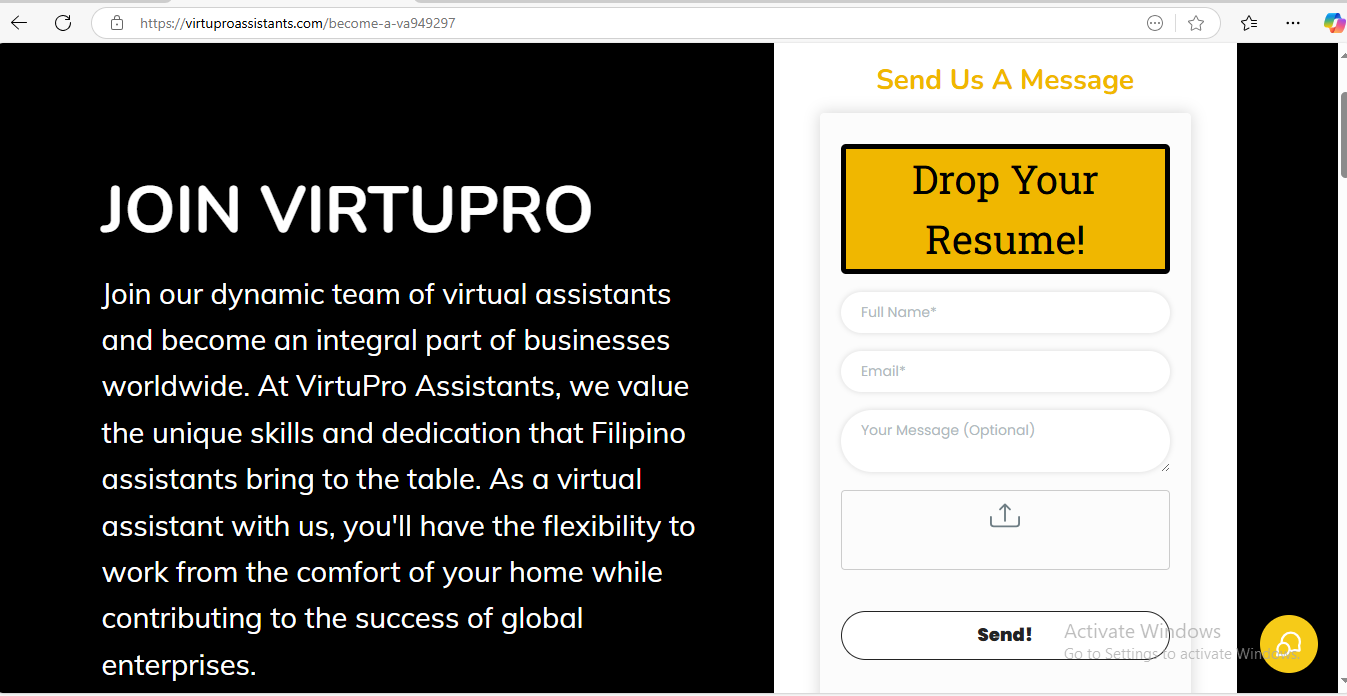 https://virtuproassistants.com/become-a-va949297
JOIN VIRTUPRO
Join our dynamic team of virtual assistants
and become an integral part of businesses
worldwide. At VirtuPro Assistants, we value
the unique skills and dedication that Filipino
assistants bring to the table. As a virtual
assistant with us, you'll have the flexibility to
work from the comfort of your home while
contributing to the success of global
enterprises.
Send Us A Message
Drop Your
Resume!
Full Name*
Email*
Your Message (Optional)
Send!
Activate Windows
Go to Settings to activate Windows.